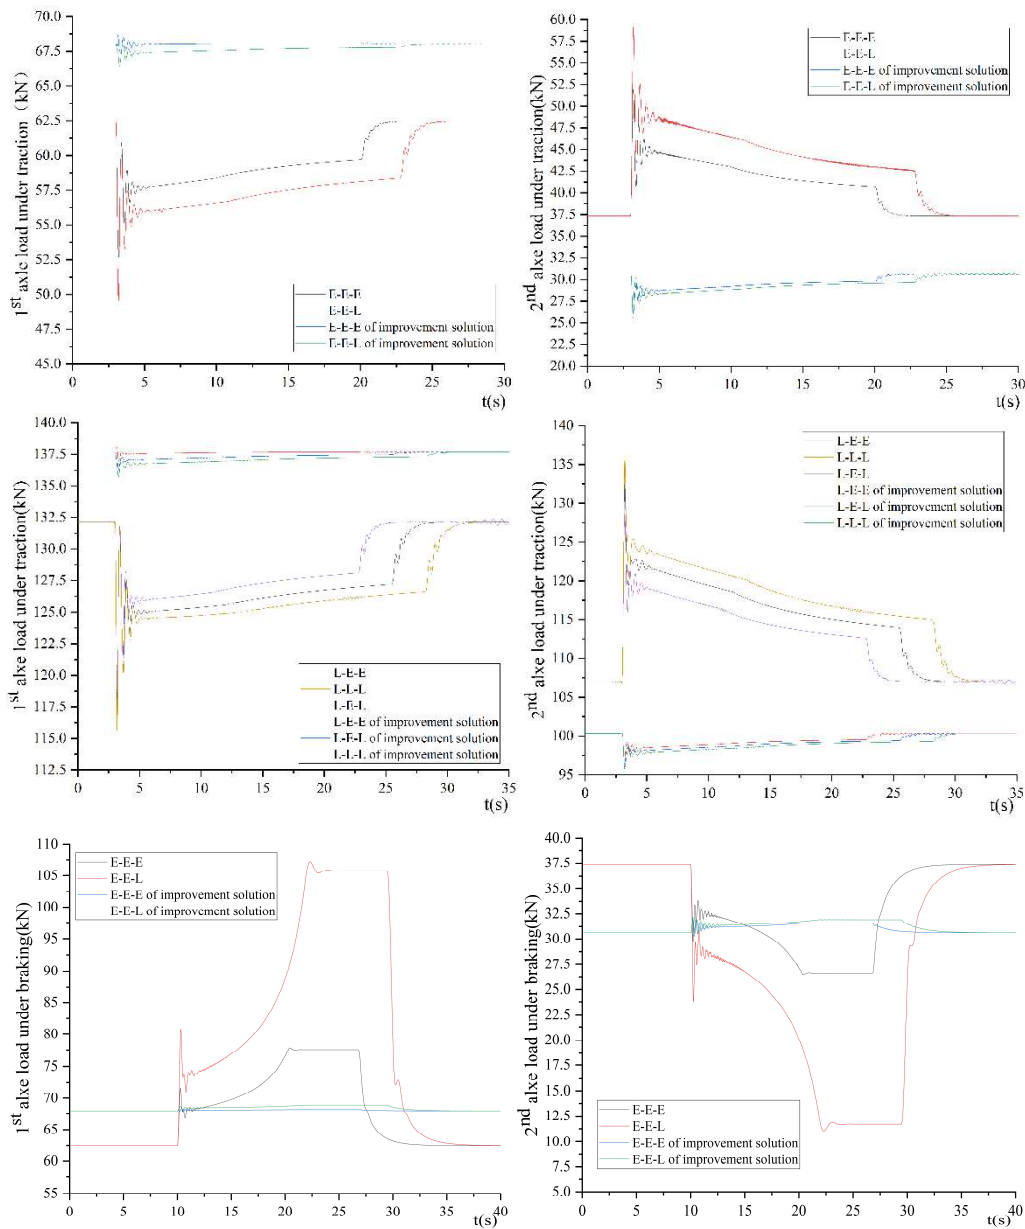 70.0
67.5
65.0
62.5
60.0
57.5
55.0
52.5
50.0
47.5
45.0
1st axle load under traction (kN)
E-E-E
E-E-L
E-E-E of improvement solution
E-E-L of improvement solution
0 5 10 15 20 25 30
t(s)
60.0
57.5
55.0
52.5
50.0
47.5
45.0
42.5
40.0
37.5
35.0
32.5
30.0
27.5
25.0
22.5
20.0
2nd alxe load under traction(kN)
E-E-E
E-E-L
E-E-E of improvement solution
E-E-L of improvement solution
0 5 10 15 20 25 30
t(s)
140.0
137.5
135.0
132.5
130.0
127.5
125.0
122.5
120.0
117.5
115.0
112.5
1st alxe load under traction(kN)
L-E-E
L-L-L
L-E-L
L-E-E of improvement solution
L-E-L of improvement solution
L-L-L of improvement solution
0 5 10 15 20 25 30 35
t(s)
140
135
130
125
120
115
110
105
100
95
2nd alxe load under traction(kN)
L-E-E
L-L-L
L-E-L
L-E-E of improvement solution
L-E-L of improvement solution
L-L-L of improvement solution
0 5 10 15 20 25 30 35
t(s)
110
105
100
95
90
85
80
75
70
65
60
55
1st alxe load under braking(kN)
E-E-E
E-E-L
E-E-E of improvement solution
E-E-L of improvement solution
0 10 20 30 40
t(s)
40.0
37.5
35.0
32.5
30.0
27.5
25.0
22.5
20.0
17.5
15.0
12.5
10.0
7.5
5.0
2nd alxe load under braking(kN)
E-E-E
E-E-L
E-E-E of improvement solution
E-E-L of improvement solution
0 5 10 15 20 25 30 35 40
t(s)